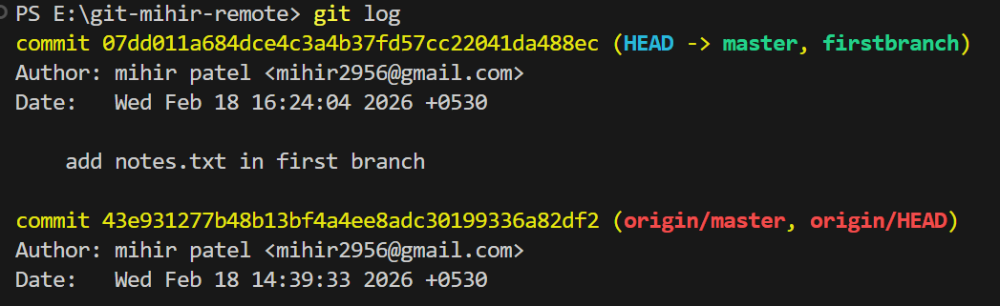 PS E:\git-mihir-remote> git log
commit 07dd011a684dce4c3a4b37fd57cc22041da488ec (HEAD -> master, firstbranch)
Author: mihir patel <mihir2956@gmail.com>
Date:   Wed Feb 18 16:24:04 2026 +0530
    add notes.txt in first branch
commit 43e931277b48b13bf4a4ee8adc30199336a82df2 (origin/master, origin/HEAD)
Author: mihir patel <mihir2956@gmail.com>
Date:   Wed Feb 18 14:39:33 2026 +0530